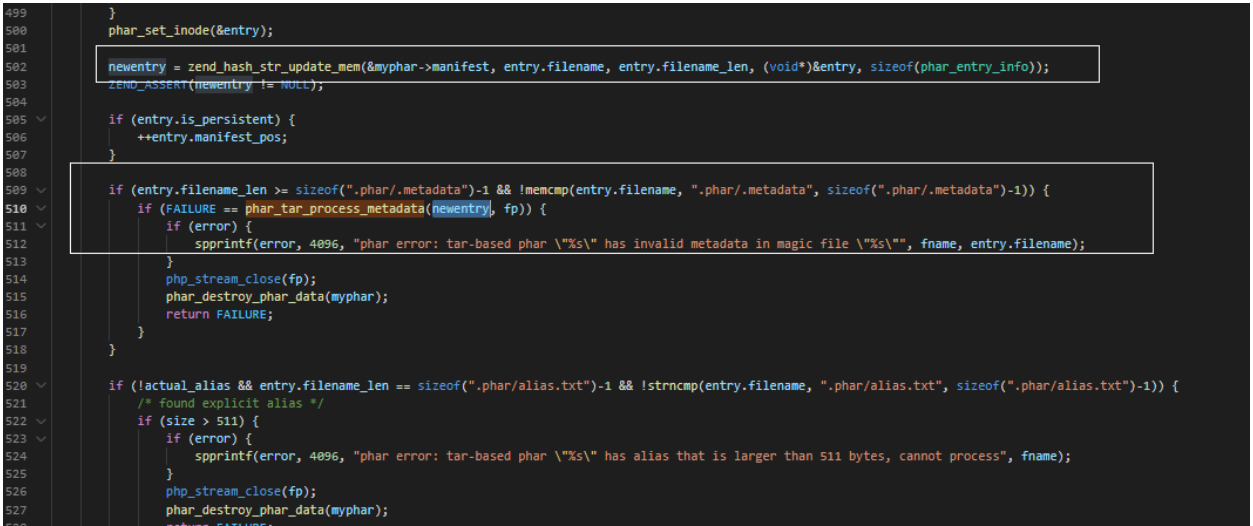 499 }
500 phar_set_inode(&entry);
501
502 newentry = zend_hash_str_update_mem(&myphar->manifest, entry.filename, entry.filename_len, (void*)&entry, sizeof(phar_entry_info));
503 ZEND_ASSERT(newentry != NULL);
504
505 if (entry.is_persistent) {
506 ++entry.manifest_pos;
507 }
508
509 if (entry.filename_len >= sizeof(".phar/.metadata")-1 && !memcmp(entry.filename, ".phar/.metadata", sizeof(".phar/.metadata")-1)) {
510 if (FAILURE == phar_tar_process_metadata(newentry, fp)) {
511 if (error) {
512 spprintf(error, 4096, "phar error: tar-based phar \"%s\" has invalid metadata in magic file \"%s\"", fname, entry.filename);
513 }
514 php_stream_close(fp);
515 phar_destroy_phar_data(myphar);
516 return FAILURE;
517 }
518 }
519
520 if (!actual_alias && entry.filename_len == sizeof(".phar/alias.txt")-1 && !strncmp(entry.filename, ".phar/alias.txt", sizeof(".phar/alias.txt")-1)) {
521 /* found explicit alias */
522 if (size > 511) {
523 if (error) {
524 spprintf(error, 4096, "phar error: tar-based phar \"%s\" has alias that is larger than 511 bytes, cannot process", fname);
525 }
526 php_stream_close(fp);
527 phar_destroy_phar_data(myphar);